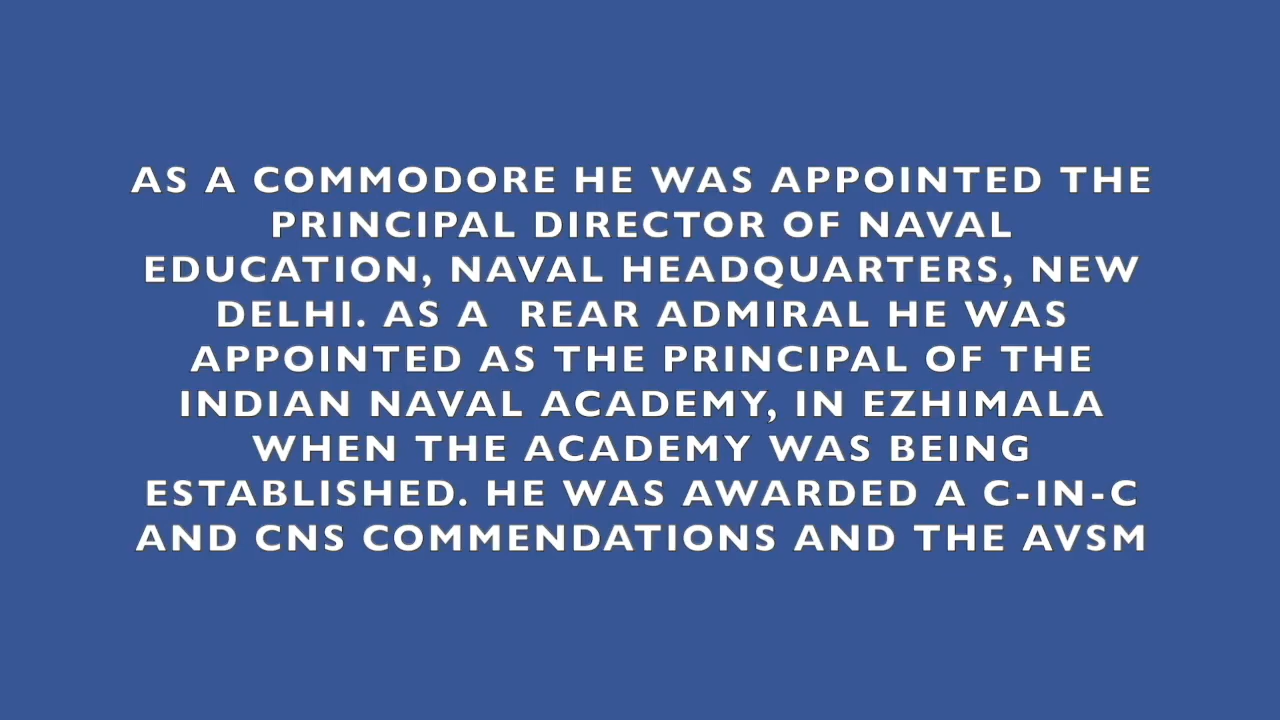 AS A COMMODORE HE WAS APPOINTED THE
PRINCIPAL DIRECTOR OF NAVAL
EDUCATION, NAVAL HEADQUARTERS, NEW
DELHI. AS A  REAR ADMIRAL HE WAS
APPOINTED AS THE PRINCIPAL OF THE
INDIAN NAVAL ACADEMY, IN EZHIMALA
WHEN THE ACADEMY WAS BEING
ESTABLISHED. HE WAS AWARDED A C-IN-C
AND CNS COMMENDATIONS AND THE AVSM